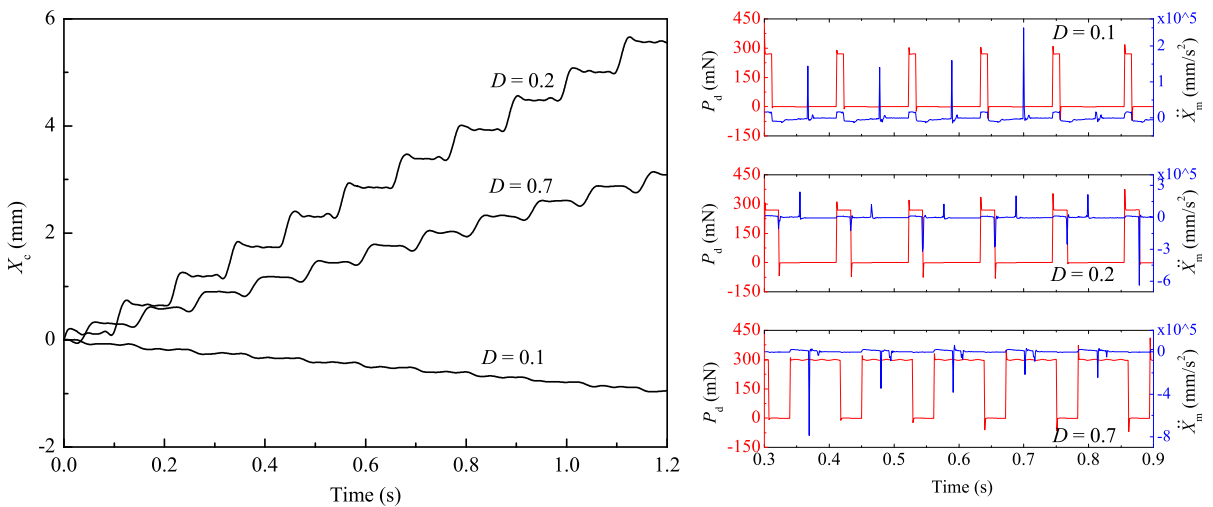 6
4
2
0
-2
X_c (mm)
D = 0.2
D = 0.7
D = 0.1
0.0 0.2 0.4 0.6 0.8 1.0 1.2
Time (s)
x10^5
450
300
150
0
-150
P_d (mN)
D = 0.1
2
1
0
Ẍ_m (mm/s²)
x10^5
450
300
150
0
-150
P_d (mN)
D = 0.2
3
0
-3
-6
Ẍ_m (mm/s²)
x10^5
450
300
150
0
-150
P_d (mN)
D = 0.7
0
-4
-8
Ẍ_m (mm/s²)
0.3 0.4 0.5 0.6 0.7 0.8 0.9
Time (s)